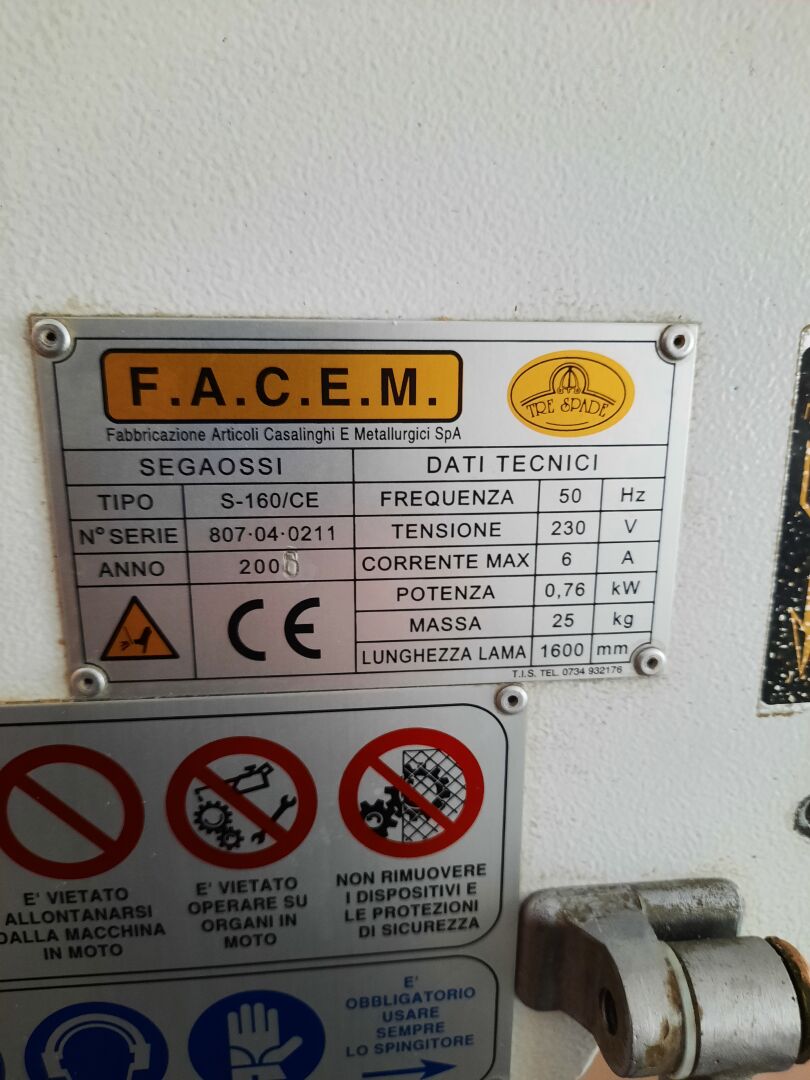 F.A.C.E.M.
TRE SPADE
Fabbricazione Articoli Casalinghi E Metallurgici SpA
SEGAOSSI
DATI TECNICI
TIPO S-160/CE
FREQUENZA 50 Hz
N° SERIE 807·04·0211
TENSIONE 230 V
ANNO 2006
CORRENTE MAX 6 A
POTENZA 0,76 kW
CE
MASSA 25 kg
LUNGHEZZA LAMA 1600 mm
T.I.S. TEL. 0734 932176
E' VIETATO
ALLONTANARSI
DALLA MACCHINA
IN MOTO
E' VIETATO
OPERARE SU
ORGANI IN
MOTO
NON RIMUOVERE
I DISPOSITIVI E
LE PROTEZIONI
DI SICUREZZA
E'
OBBLIGATORIO
USARE
SEMPRE
LO SPINGITORE